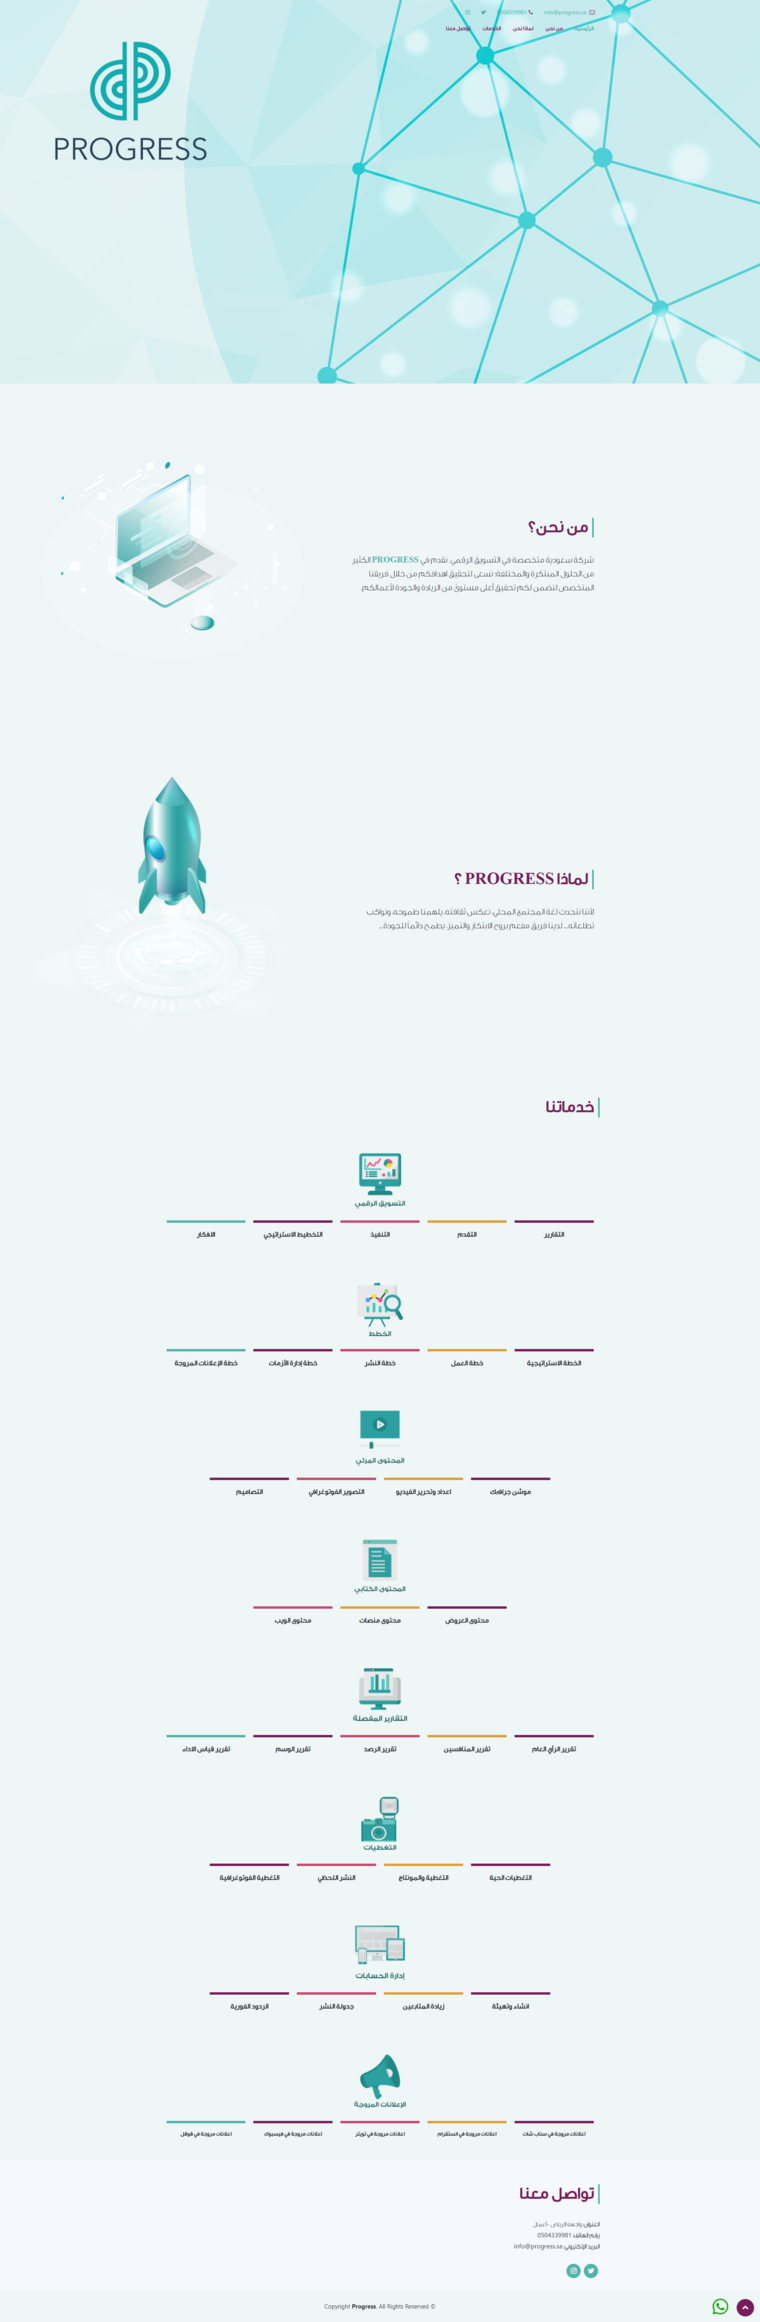 info@progress.sa 0504339981
الرئيسية من نحن لماذا نحن الخدمات تواصل معنا
PROGRESS
من نحن؟
شركة سعودية متخصصة في التسويق الرقمي، نقدم في PROGRESS الكثير
من الحلول المبتكرة والمختلفة؛ نسعى لتحقيق أهدافكم من خلال فريقنا
المتخصص لنضمن لكم تحقيق أعلى مستوى من الريادة والجودة لأعمالكم.
لماذا PROGRESS ؟
لأننا نتحدث لغة المجتمع المحلي، نعكس ثقافته، يلهمنا طموحه، ونواكب
تطلعاته... لدينا فريق مفعم بروح الابتكار والتميز، يطمح دائماً للجودة...
خدماتنا
التسويق الرقمي
التقارير التقدم التنفيذ التخطيط الاستراتيجي الافكار
الخطط
الخطة الاستراتيجية خطة العمل خطة النشر خطة إدارة الأزمات خطة الإعلانات المروجة
المحتوى المرئي
موشن جرافيك اعداد وتحرير الفيديو التصوير الفوتوغرافي التصاميم
المحتوى الكتابي
محتوى العروض محتوى منصات محتوى الويب
التقارير المفصلة
تقرير الرأي العام تقرير المنافسين تقرير الرصد تقرير الوسم تقرير قياس الاداء
التغطيات
التغطيات الحية التغطية والمونتاج النشر اللحظي التغطية الفوتوغرافية
إدارة الحسابات
انشاء وتهيئة زيادة المتابعين جدولة النشر الردود الفورية
الإعلانات المروجة
اعلانات مروجة في سناب شات اعلانات مروجة في انستقرام اعلانات مروجة في تويتر اعلانات مروجة في فيسبوك اعلانات مروجة في قوقل
تواصل معنا
العنوان: واجهة الرياض - أعمال
رقم الهاتف: 0504339981
البريد الإلكتروني: info@progress.sa
Copyright Progress. All Rights Reserved ©